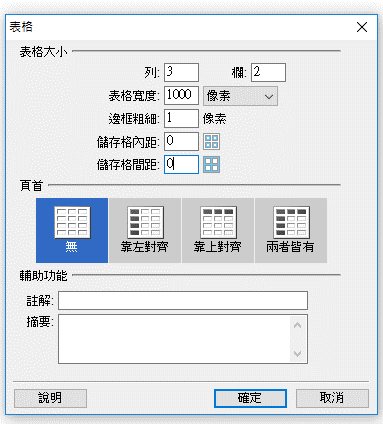 表格
表格大小
列: 3 欄: 2
表格寬度: 1000 像素
邊框粗細: 1 像素
儲存格內距: 0
儲存格間距: 0
頁首
無 靠左對齊 靠上對齊 兩者皆有
輔助功能
註解:
摘要:
說明 確定 取消